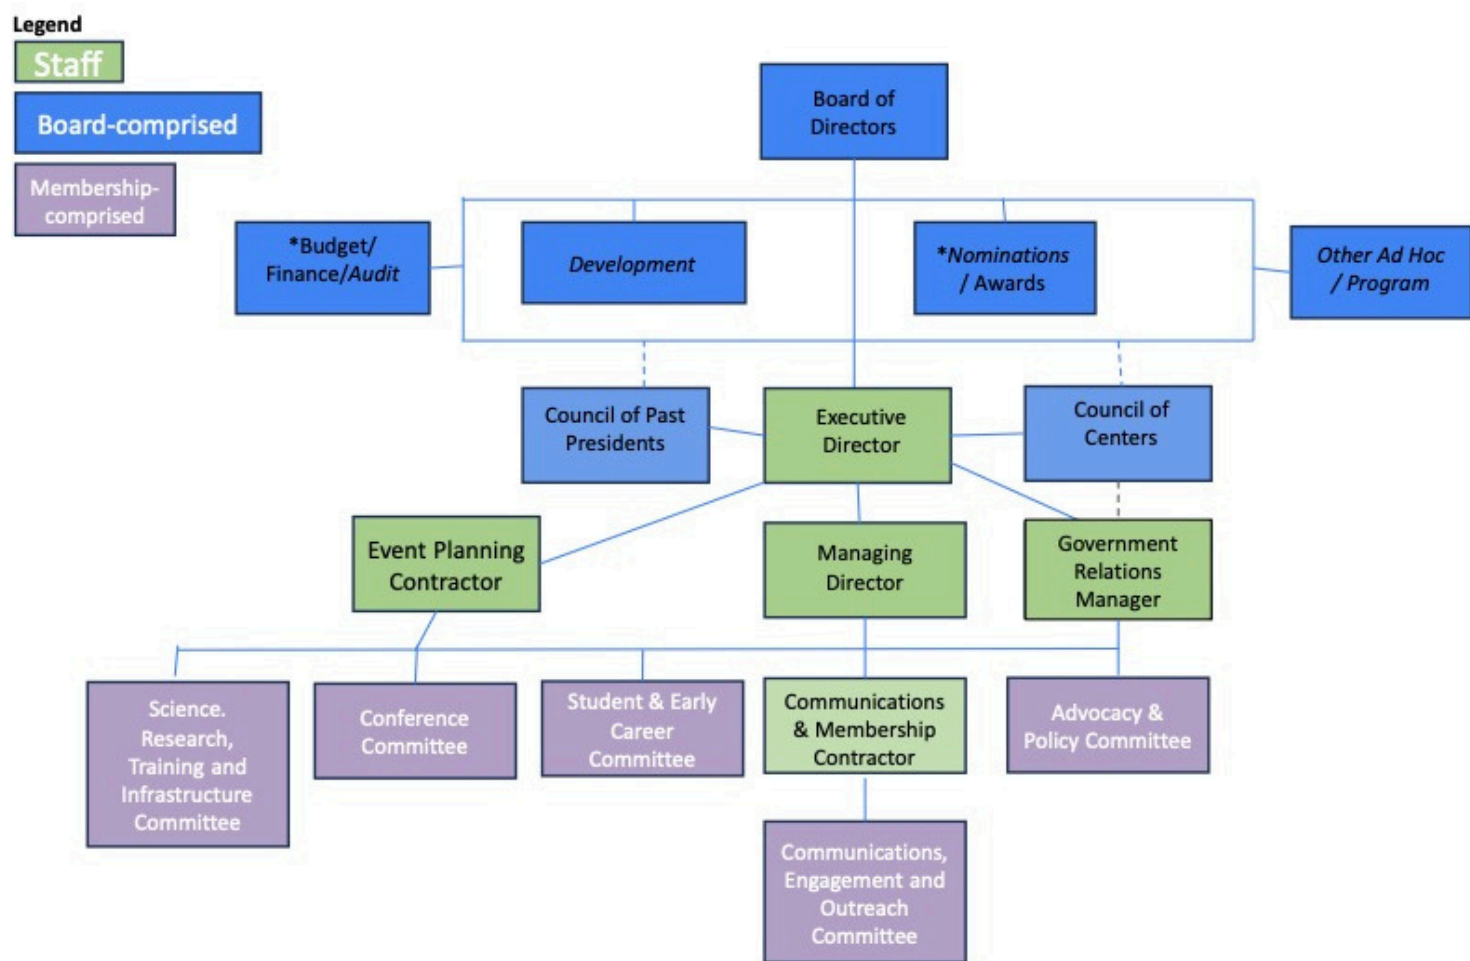 Legend
Staff
Board-comprised
Membership-
comprised
Board of
Directors
*Budget/
Finance/Audit
Development
*Nominations
/ Awards
Other Ad Hoc
/ Program
Council of Past
Presidents
Executive
Director
Council of
Centers
Event Planning
Contractor
Managing
Director
Government
Relations
Manager
Science.
Research,
Training and
Infrastructure
Committee
Conference
Committee
Student & Early
Career
Committee
Communications
& Membership
Contractor
Advocacy &
Policy Committee
Communications,
Engagement and
Outreach
Committee